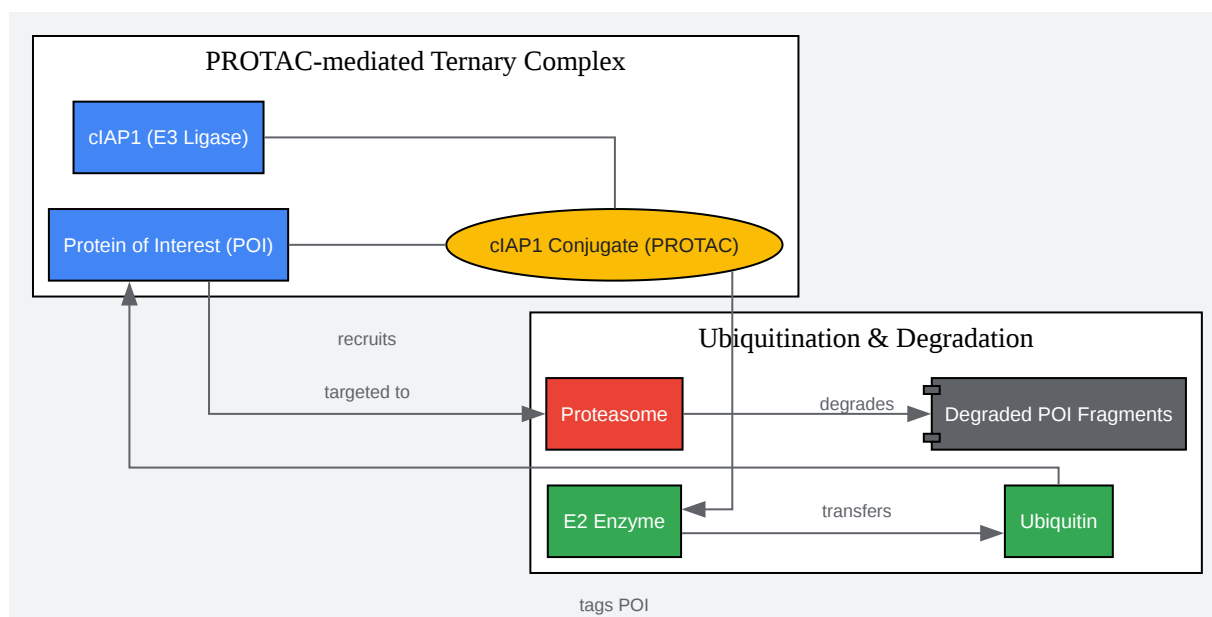 PROTAC-mediated Ternary Complex
cIAP1 (E3 Ligase)
Protein of Interest (POI)
cIAP1 Conjugate (PROTAC)
recruits
targeted to
Ubiquitination & Degradation
Proteasome
degrades
Degraded POI Fragments
E2 Enzyme
transfers
Ubiquitin
tags POI